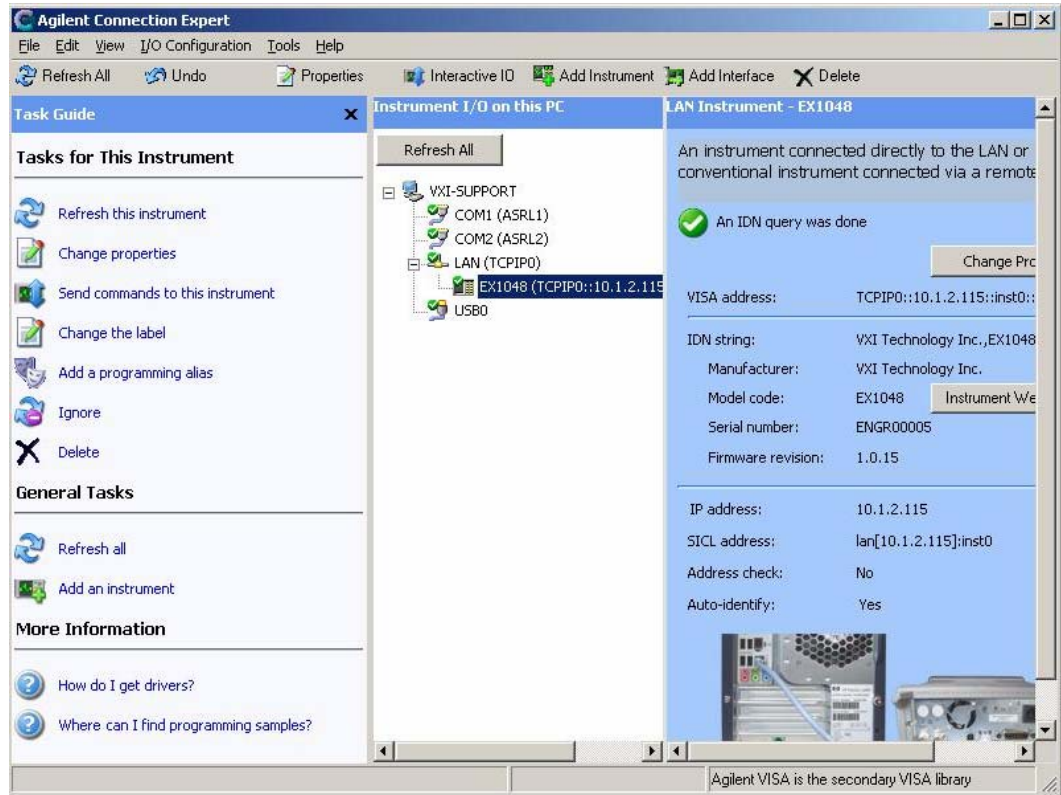 Agilent Connection Expert
File Edit View I/O Configuration Tools Help
Refresh All Undo Properties Interactive IO Add Instrument Add Interface Delete
Task Guide
Tasks for This Instrument
Refresh this instrument
Change properties
Send commands to this instrument
Change the label
Add a programming alias
Ignore
Delete
General Tasks
Refresh all
Add an instrument
More Information
How do I get drivers?
Where can I find programming samples?
Instrument I/O on this PC
Refresh All
VXI-SUPPORT
COM1 (ASRL1)
COM2 (ASRL2)
LAN (TCPIP0)
EX1048 (TCPIP0::10.1.2.115
USB0
LAN Instrument - EX1048
An instrument connected directly to the LAN or
conventional instrument connected via a remote
An IDN query was done
Change Pro
VISA address: TCPIP0::10.1.2.115::inst0::
IDN string: VXI Technology Inc.,EX1048
Manufacturer: VXI Technology Inc.
Model code: EX1048 Instrument We
Serial number: ENGR00005
Firmware revision: 1.0.15
IP address: 10.1.2.115
SICL address: lan[10.1.2.115]:inst0
Address check: No
Auto-identify: Yes
Agilent VISA is the secondary VISA library